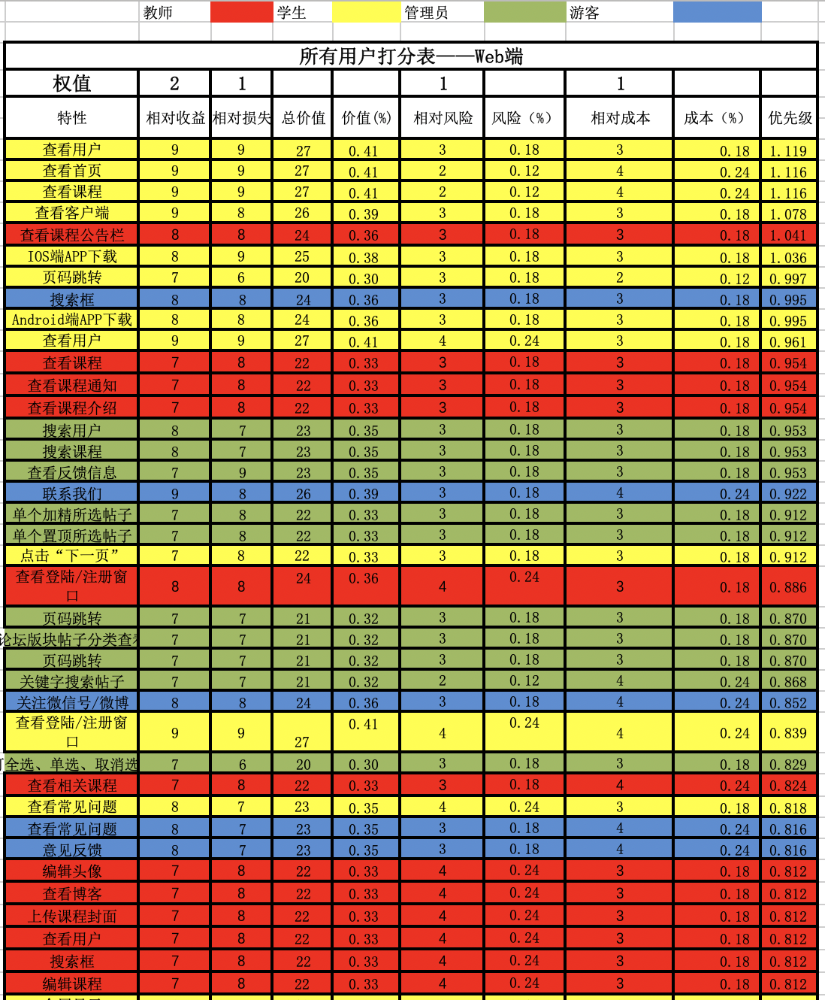 教师 学生 管理员 游客
所有用户打分表——Web端
权值 2 1 1 1
特性 相对收益 相对损失 总价值 价值(%) 相对风险 风险（%） 相对成本 成本（%） 优先级
查看用户 9 9 27 0.41 3 0.18 3 0.18 1.119
查看首页 9 9 27 0.41 2 0.12 4 0.24 1.116
查看课程 9 9 27 0.41 2 0.12 4 0.24 1.116
查看客户端 9 8 26 0.39 3 0.18 3 0.18 1.078
查看课程公告栏 8 8 24 0.36 3 0.18 3 0.18 1.041
IOS端APP下载 8 9 25 0.38 3 0.18 3 0.18 1.036
页码跳转 7 6 20 0.30 3 0.18 2 0.12 0.997
搜索框 8 8 24 0.36 3 0.18 3 0.18 0.995
Android端APP下载 8 8 24 0.36 3 0.18 3 0.18 0.995
查看用户 9 9 27 0.41 4 0.24 3 0.18 0.961
查看课程 7 8 22 0.33 3 0.18 3 0.18 0.954
查看课程通知 7 8 22 0.33 3 0.18 3 0.18 0.954
查看课程介绍 7 8 22 0.33 3 0.18 3 0.18 0.954
搜索用户 8 7 23 0.35 3 0.18 3 0.18 0.953
搜索课程 8 7 23 0.35 3 0.18 3 0.18 0.953
查看反馈信息 7 9 23 0.35 3 0.18 3 0.18 0.953
联系我们 9 8 26 0.39 3 0.18 4 0.24 0.922
单个加精所选帖子 7 8 22 0.33 3 0.18 3 0.18 0.912
单个置顶所选帖子 7 8 22 0.33 3 0.18 3 0.18 0.912
点击“下一页” 7 8 22 0.33 3 0.18 3 0.18 0.912
查看登陆/注册窗
口 8 8 24 0.36 4 0.24 3 0.18 0.886
页码跳转 7 7 21 0.32 3 0.18 3 0.18 0.870
论坛版块帖子分类查看 7 7 21 0.32 3 0.18 3 0.18 0.870
页码跳转 7 7 21 0.32 3 0.18 3 0.18 0.870
关键字搜索帖子 7 7 21 0.32 2 0.12 4 0.24 0.868
关注微信号/微博 8 8 24 0.36 3 0.18 4 0.24 0.852
查看登陆/注册窗
口 9 9 27 0.41 4 0.24 4 0.24 0.839
全选、单选、取消选 7 6 20 0.30 3 0.18 3 0.18 0.829
查看相关课程 7 8 22 0.33 3 0.18 4 0.24 0.824
查看常见问题 8 7 23 0.35 4 0.24 3 0.18 0.818
查看常见问题 8 7 23 0.35 3 0.18 4 0.24 0.816
意见反馈 8 7 23 0.35 3 0.18 4 0.24 0.816
编辑头像 7 8 22 0.33 4 0.24 3 0.18 0.812
查看博客 7 8 22 0.33 4 0.24 3 0.18 0.812
上传课程封面 7 8 22 0.33 4 0.24 3 0.18 0.812
查看用户 7 8 22 0.33 4 0.24 3 0.18 0.812
搜索框 7 8 22 0.33 4 0.24 3 0.18 0.812
编辑课程 7 8 22 0.33 4 0.24 3 0.18 0.812